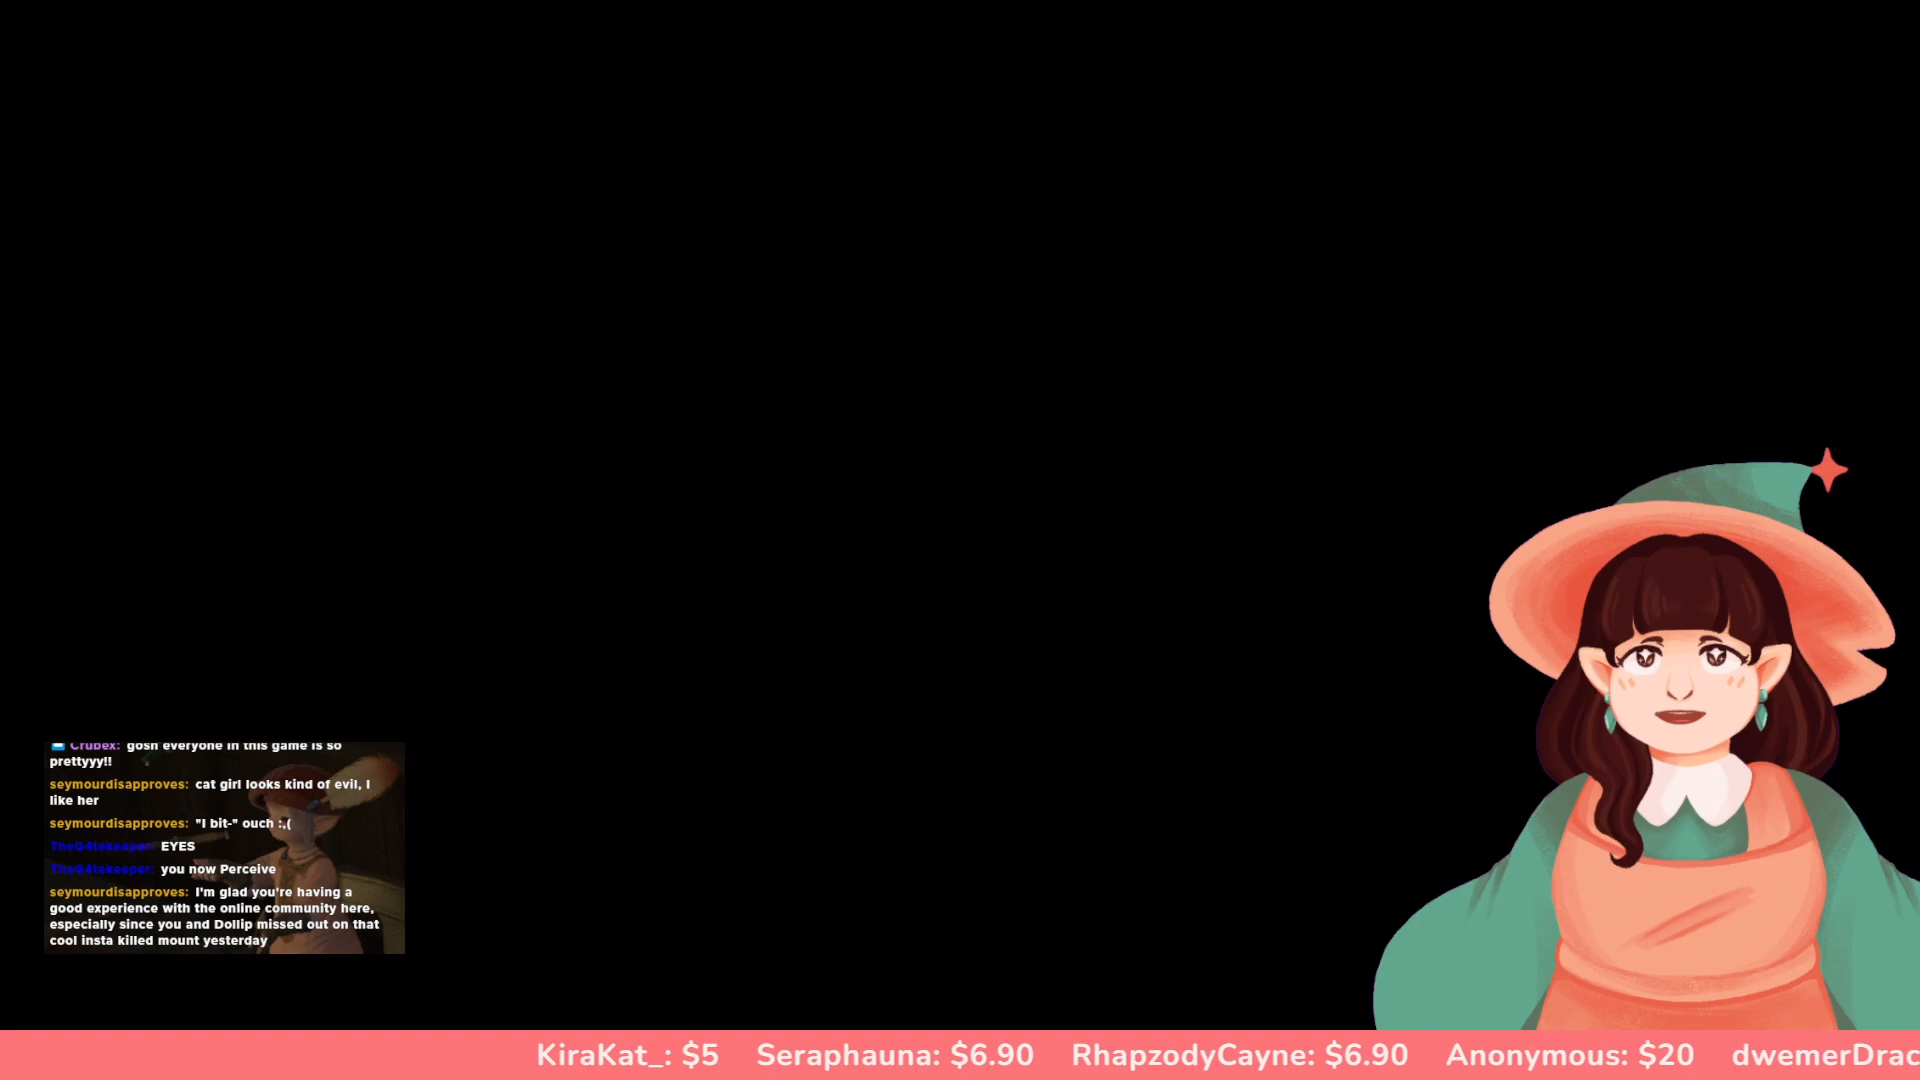 Crubex: gosh everyone in this game is so
prettyyy!!
seymourdisapproves: cat girl looks kind of evil, I
like her
seymourdisapproves: "I bit-" ouch :,(
TheG4tekeeper: EYES
TheG4tekeeper: you now Perceive
seymourdisapproves: I'm glad you're having a
good experience with the online community here,
especially since you and Dollip missed out on that
cool insta killed mount yesterday
KiraKat_: $5 Seraphauna: $6.90 RhapzodyCayne: $6.90 Anonymous: $20 dwemerDrac